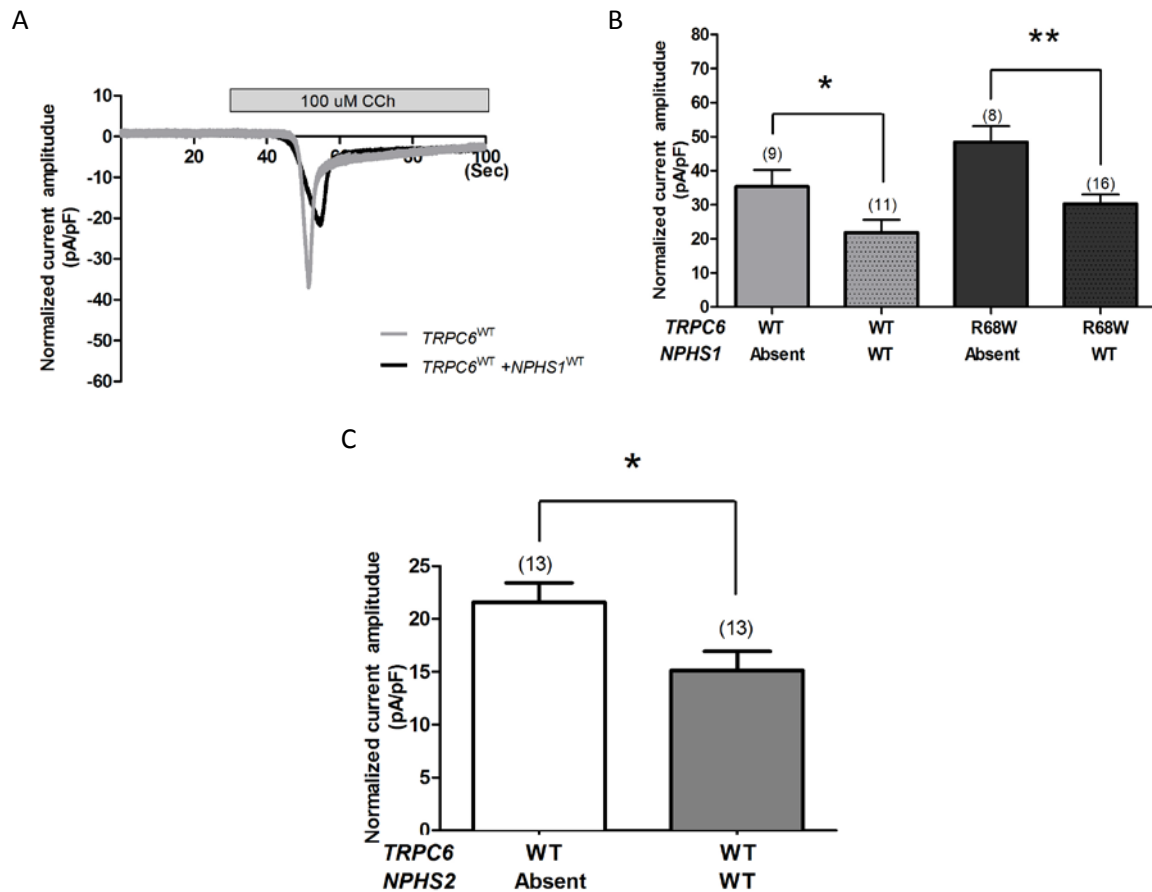 A
Normalized current amplitudue
(pA/pF)
10
0
-10
-20
-30
-40
-50
-60
100 uM CCh
20
40
60
80
100
(Sec)
TRPC6WT
TRPC6WT +NPHS1WT
B
Normalized current amplitudue
(pA/pF)
80
70
60
50
40
30
20
10
0
*
**
(9)
(11)
(8)
(16)
TRPC6 WT WT R68W R68W
NPHS1 Absent WT Absent WT
C
Normalized current amplitudue
(pA/pF)
25
20
15
10
5
0
*
(13)
(13)
TRPC6 WT WT
NPHS2 Absent WT